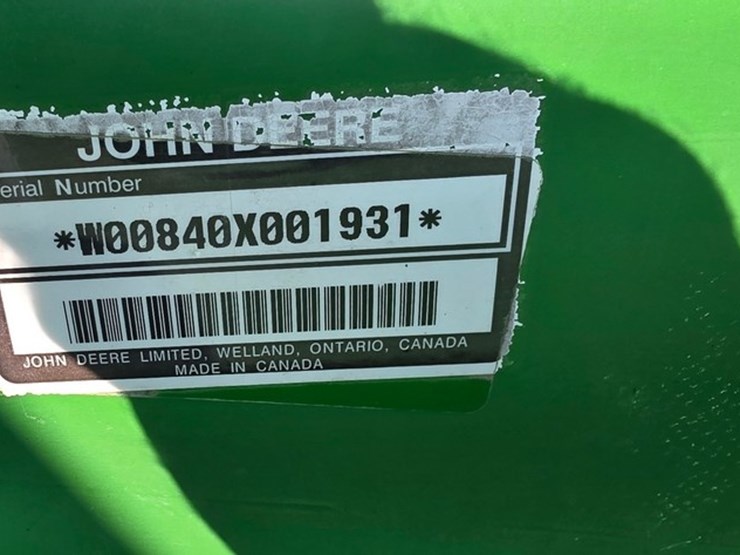 JOHN DEERE
erial Number
*W00840X001931*
JOHN DEERE LIMITED, WELLAND, ONTARIO, CANADA
MADE IN CANADA